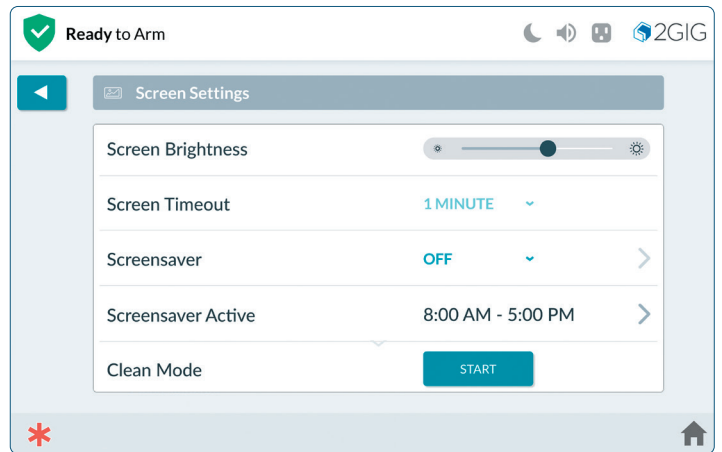 Ready to Arm
2GIG
Screen Settings
Screen Brightness
Screen Timeout 1 MINUTE
Screensaver OFF
Screensaver Active 8:00 AM - 5:00 PM
Clean Mode START